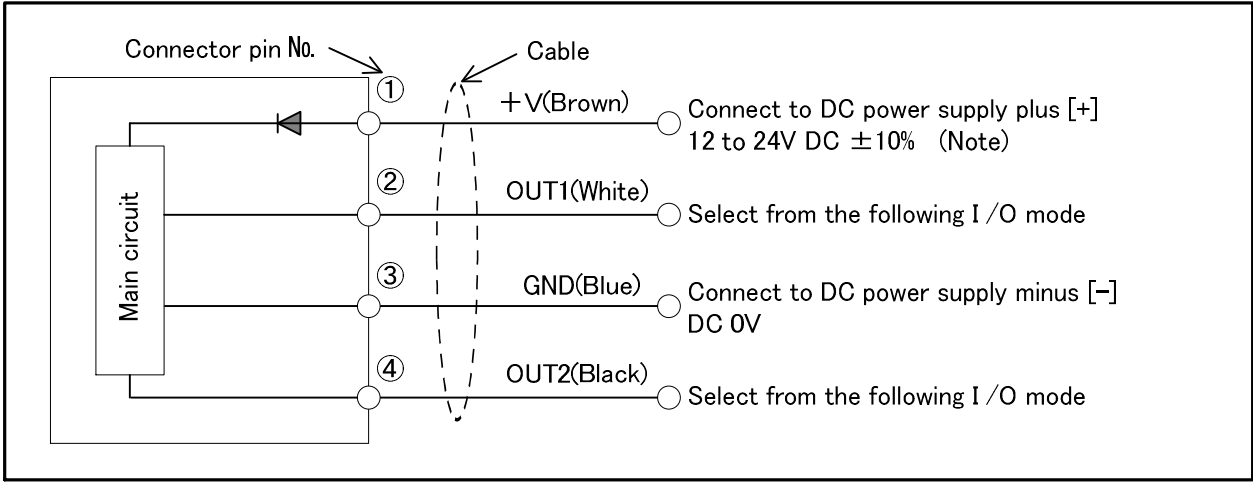 Connector pin No.
Cable
①
+V(Brown)
Connect to DC power supply plus [+]
12 to 24V DC ±10% (Note)
②
OUT1(White)
Select from the following I/O mode
Main circuit
③
GND(Blue)
Connect to DC power supply minus [-]
DC 0V
④
OUT2(Black)
Select from the following I/O mode